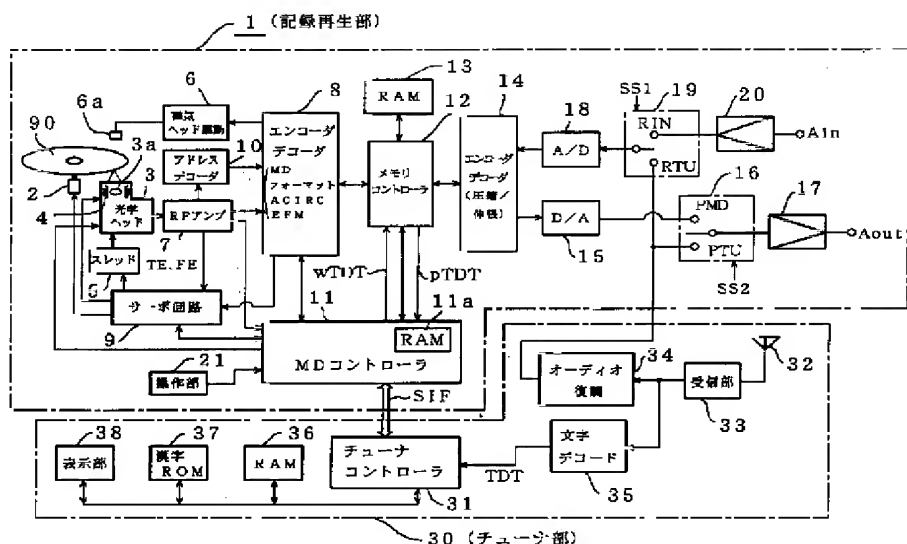 1 (記録再生部)
6a
6
磁気
ヘッド駆動
90
3a
3
2
4
光学
ヘッド
5
スレッド
アドレス
デコーダ
10
RFアンプ
7
TE, FE
サーボ回路
9
8
エンコーダ
デコーダ
MD
フォーマット
ACIRC
EFM
13
RAM
12
メモリ
コントローラ
14
エンコーダ
デコーダ
(圧縮/
伸張)
18
A/D
D/A
15
SS1
19
RIN
RTU
20
AIn
16
PMD
PTU
SS2
17
Aout
wTDT
pTDT
11
11a
RAM
MDコントローラ
21
操作部
SIF
34
オーディオ
復調
受信部
33
32
38
表示部
37
漢字
ROM
36
RAM
チューナ
コントローラ
31
TDT
文字
デコード
35
30 (チューナ部)